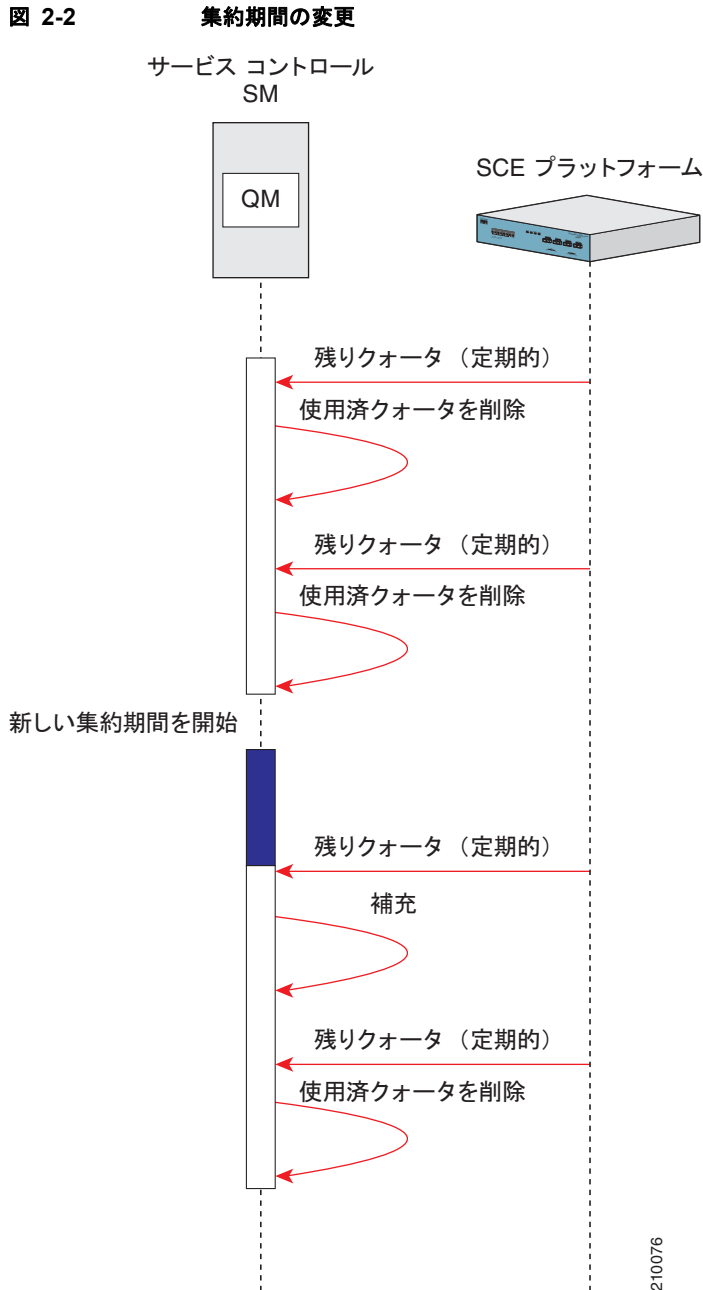 図 2-2 集約期間の変更
サービス コントロール
SM
QM
SCE プラットフォーム
残りクォータ （定期的）
使用済クォータを削除
残りクォータ （定期的）
使用済クォータを削除
新しい集約期間を開始
残りクォータ （定期的）
補充
残りクォータ （定期的）
使用済クォータを削除
210076